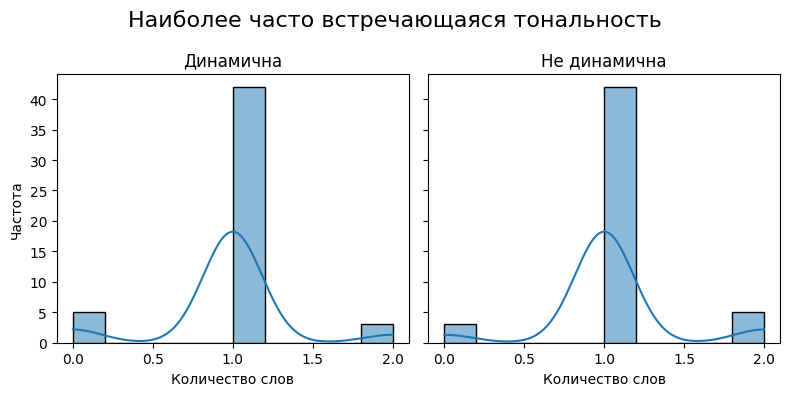 Наиболее часто встречающаяся тональность
Динамична
Не динамична
Частота
40
35
30
25
20
15
10
5
0
0.0 0.5 1.0 1.5 2.0
0.0 0.5 1.0 1.5 2.0
Количество слов
Количество слов